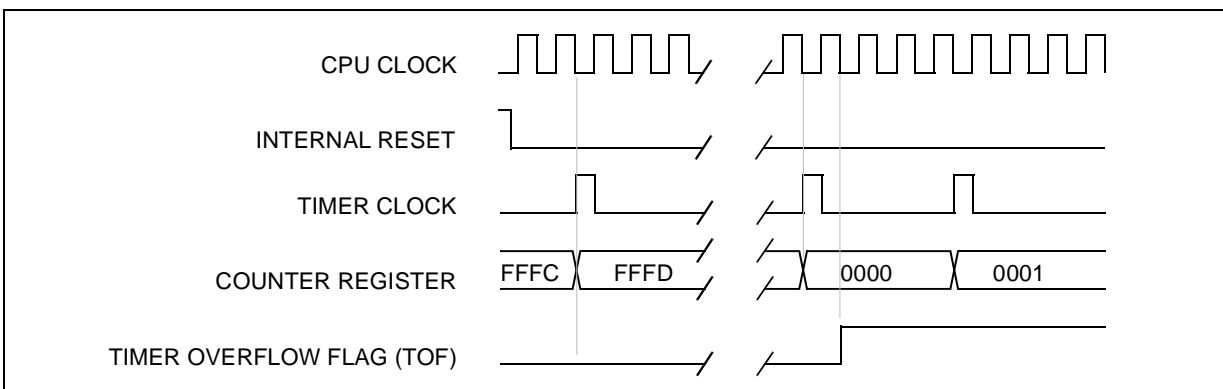 CPU CLOCK
INTERNAL RESET
TIMER CLOCK
COUNTER REGISTER FFFC FFFD 0000 0001
TIMER OVERFLOW FLAG (TOF)